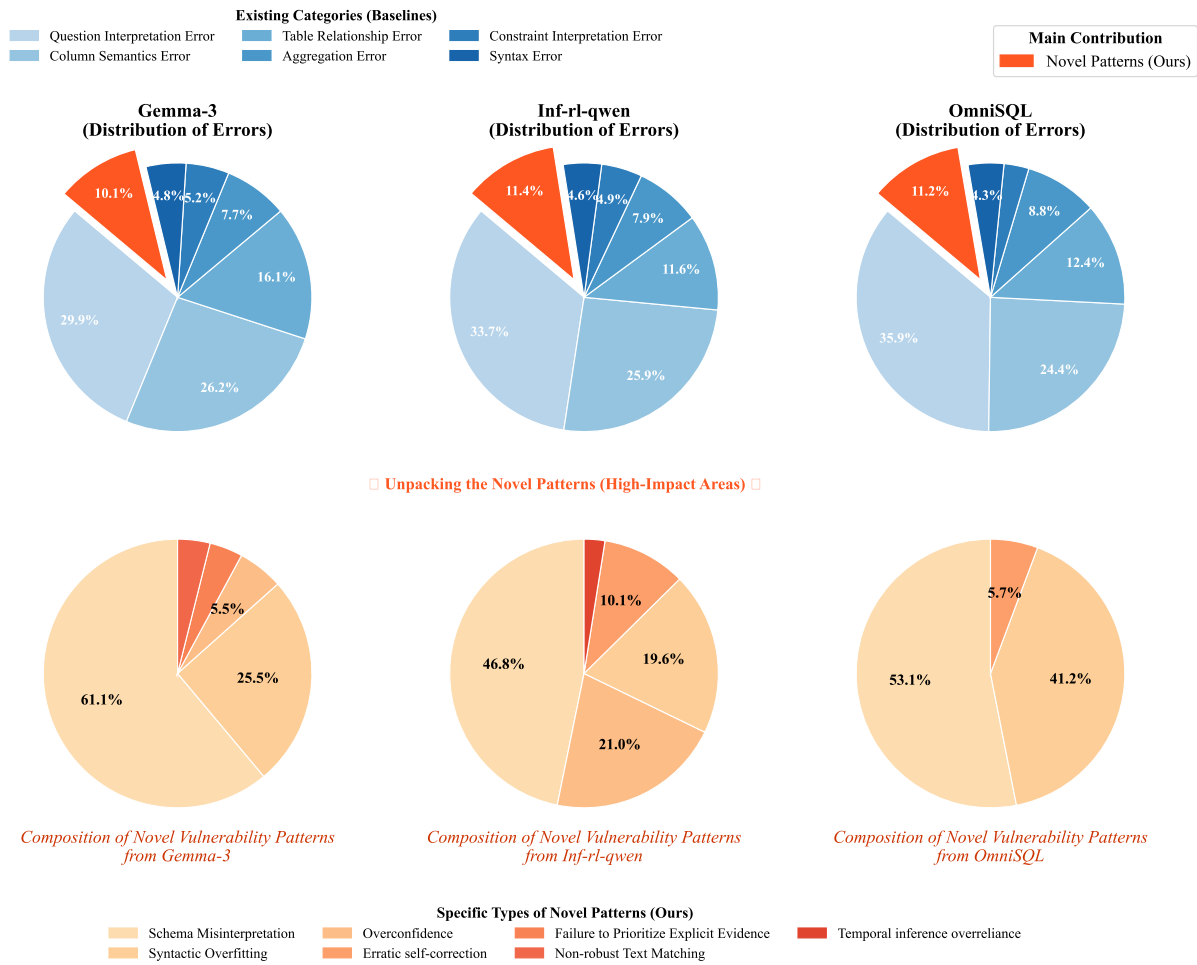 Existing Categories (Baselines)
Question Interpretation Error
Table Relationship Error
Constraint Interpretation Error
Column Semantics Error
Aggregation Error
Syntax Error
Main Contribution
Novel Patterns (Ours)
Gemma-3
(Distribution of Errors)
10.1%
4.8%
5.2%
7.7%
16.1%
29.9%
26.2%
Inf-rl-qwen
(Distribution of Errors)
11.4%
4.6%
4.9%
7.9%
11.6%
33.7%
25.9%
OmniSQL
(Distribution of Errors)
11.2%
4.3%
8.8%
12.4%
35.9%
24.4%
Unpacking the Novel Patterns (High-Impact Areas)
5.5%
25.5%
61.1%
Composition of Novel Vulnerability Patterns
from Gemma-3
10.1%
46.8%
19.6%
21.0%
Composition of Novel Vulnerability Patterns
from Inf-rl-qwen
5.7%
53.1%
41.2%
Composition of Novel Vulnerability Patterns
from OmniSQL
Specific Types of Novel Patterns (Ours)
Schema Misinterpretation
Overconfidence
Failure to Prioritize Explicit Evidence
Temporal inference overreliance
Syntactic Overfitting
Erratic self-correction
Non-robust Text Matching